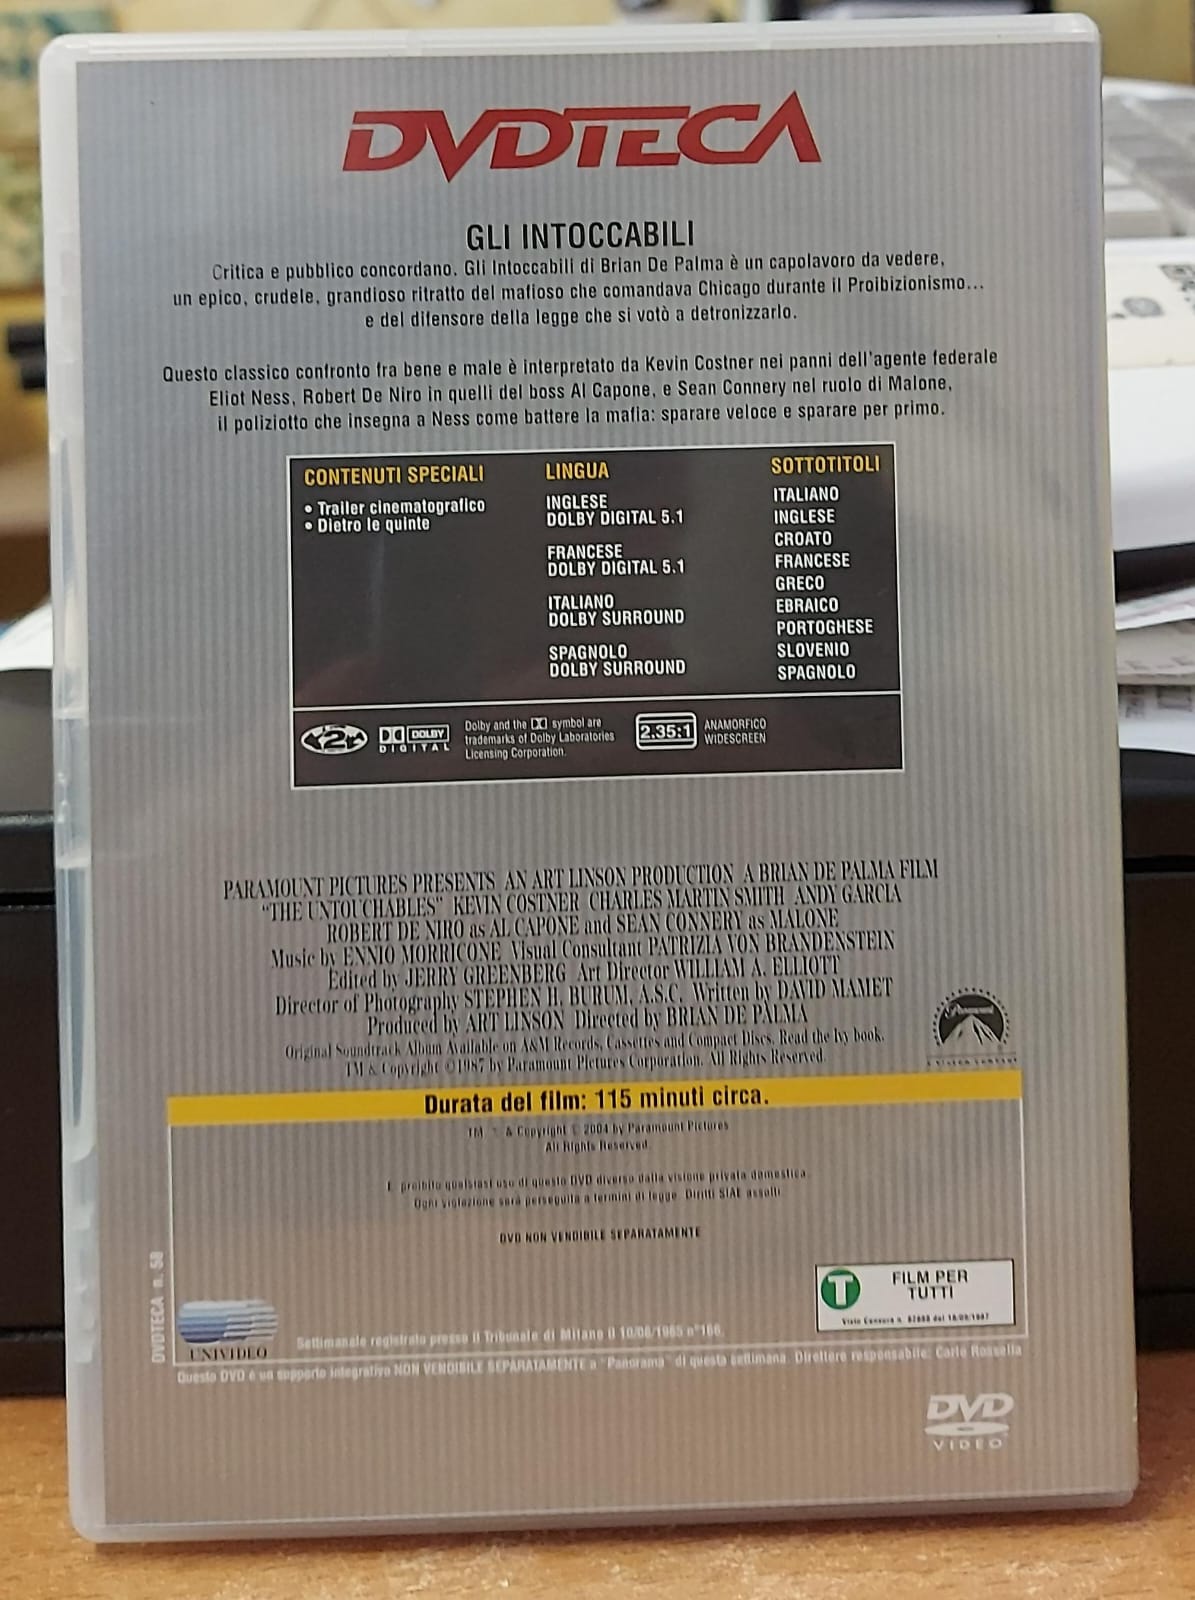 DVDTECA
GLI INTOCCABILI
Critica e pubblico concordano. Gli Intoccabili di Brian De Palma è un capolavoro da vedere,
un epico, crudele, grandioso ritratto del mafioso che comandava Chicago durante il Proibizionismo...
e del difensore della legge che si votò a detronizzarlo.
Questo classico confronto fra bene e male è interpretato da Kevin Costner nei panni dell'agente federale
Eliot Ness, Robert De Niro in quelli del boss Al Capone, e Sean Connery nel ruolo di Malone,
il poliziotto che insegna a Ness come battere la mafia: sparare veloce e sparare per primo.
CONTENUTI SPECIALI
• Trailer cinematografico
• Dietro le quinte
LINGUA
INGLESE
DOLBY DIGITAL 5.1
FRANCESE
DOLBY DIGITAL 5.1
ITALIANO
DOLBY SURROUND
SPAGNOLO
DOLBY SURROUND
SOTTOTITOLI
ITALIANO
INGLESE
CROATO
FRANCESE
GRECO
EBRAICO
PORTOGHESE
SLOVENIO
SPAGNOLO
2
DOLBY
DIGITAL
Dolby and the symbol are
trademarks of Dolby Laboratories
Licensing Corporation.
2.35:1
ANAMORFICO
WIDESCREEN
PARAMOUNT PICTURES PRESENTS AN ART LINSON PRODUCTION A BRIAN DE PALMA FILM
"THE UNTOUCHABLES" KEVIN COSTNER CHARLES MARTIN SMITH ANDY GARCIA
ROBERT DE NIRO as AL CAPONE and SEAN CONNERY as MALONE
Music by ENNIO MORRICONE Visual Consultant PATRIZIA VON BRANDENSTEIN
Edited by JERRY GREENBERG Art Director WILLIAM A. ELLIOTT
Director of Photography STEPHEN H. BURUM, A.S.C. Written by DAVID MAMET
Produced by ART LINSON Directed by BRIAN DE PALMA
Original Soundtrack Album Available on A&M Records, Cassettes and Compact Discs. Read the Ivy book.
TM & Copyright ©1987 by Paramount Pictures Corporation. All Rights Reserved.
Paramount
Durata del film: 115 minuti circa.
TM & Copyright © 2004 by Paramount Pictures
All Rights Reserved.
È proibito qualsiasi uso di questo DVD diverso dalla visione privata domestica.
Ogni violazione sarà perseguita a termini di legge. Diritti SIAE assolti
DVD NON VENDIBILE SEPARATAMENTE
DVDTECA n. 50
T
FILM PER
TUTTI
UNIVIDEO
Settimanale registrato presso il Tribunale di Milano il
Questo DVD è un supporto integrativo NON VENDIBILE SEPARATAMENTE a "Panorama" di questa settimana. Direttore responsabile: Carlo Rossella
DVD
VIDEO